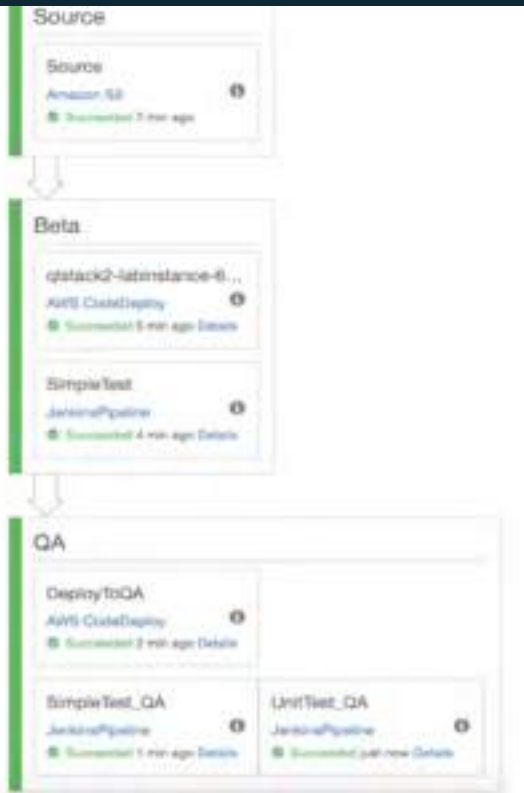 Source
Source
Amazon S3
Succeeded 7 min ago
Beta
qlstack2-labinstance-6...
AWS CodeDeploy
Succeeded 5 min ago Details
SimpleTest
JenkinsPipeline
Succeeded 4 min ago Details
QA
DeployToQA
AWS CodeDeploy
Succeeded 2 min ago Details
SimpleTest_QA
JenkinsPipeline
Succeeded 1 min ago Details
UnitTest_QA
JenkinsPipeline
Succeeded just now Details